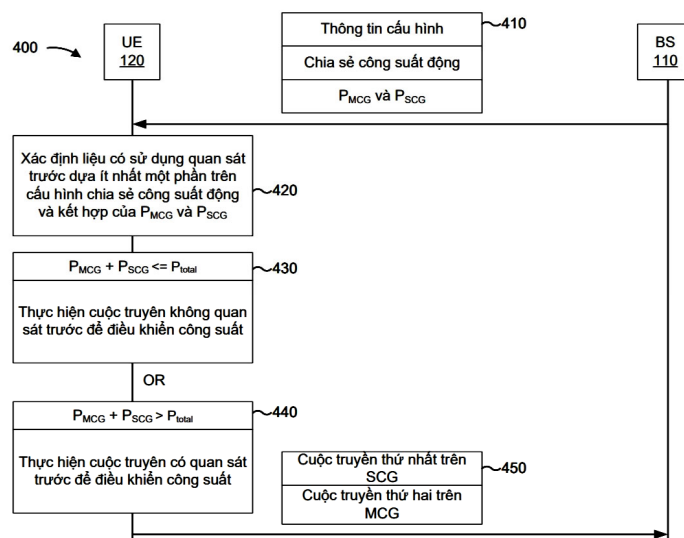 400
UE
120
Thông tin cấu hình
Chia sẻ công suất động
PMCG và PSCG
410
BS
110
Xác định liệu có sử dụng quan sát
trước dựa ít nhất một phần trên
cấu hình chia sẻ công suất động
và kết hợp của PMCG và PSCG
420
PMCG + PSCG <= Ptotal
430
Thực hiện cuộc truyền không quan
sát trước để điều khiển công suất
OR
PMCG + PSCG > Ptotal
440
Thực hiện cuộc truyền có quan sát
trước để điều khiển công suất
Cuộc truyền thứ nhất trên
SCG
Cuộc truyền thứ hai trên
MCG
450